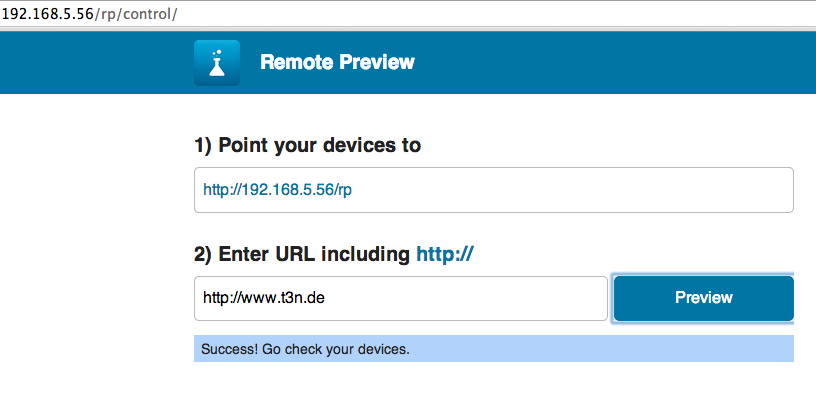 192.168.5.56/rp/control/
Remote Preview
1) Point your devices to
http://192.168.5.56/rp
2) Enter URL including http://
http://www.t3n.de
Preview
Success! Go check your devices.